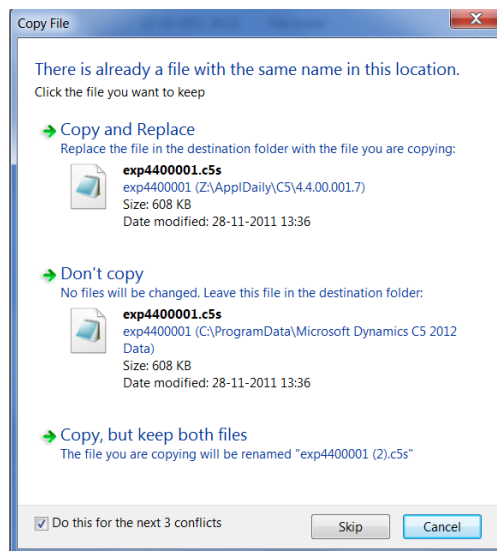 Copy File
There is already a file with the same name in this location.
Click the file you want to keep
Copy and Replace
Replace the file in the destination folder with the file you are copying:
exp4400001.c5s
exp4400001 (Z:\ApplDaily\C5\4.4.00.001.7)
Size: 608 KB
Date modified: 28-11-2011 13:36
Don't copy
No files will be changed. Leave this file in the destination folder:
exp4400001.c5s
exp4400001 (C:\ProgramData\Microsoft Dynamics C5 2012
Data)
Size: 608 KB
Date modified: 28-11-2011 13:36
Copy, but keep both files
The file you are copying will be renamed "exp4400001 (2).c5s"
Do this for the next 3 conflicts
Skip
Cancel